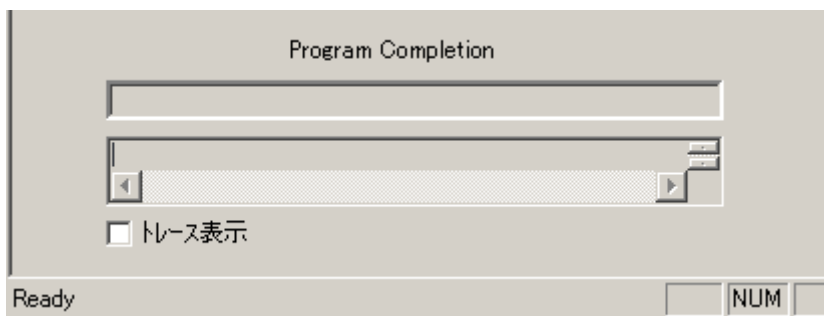 Program Completion
トレース表示
Ready
NUM